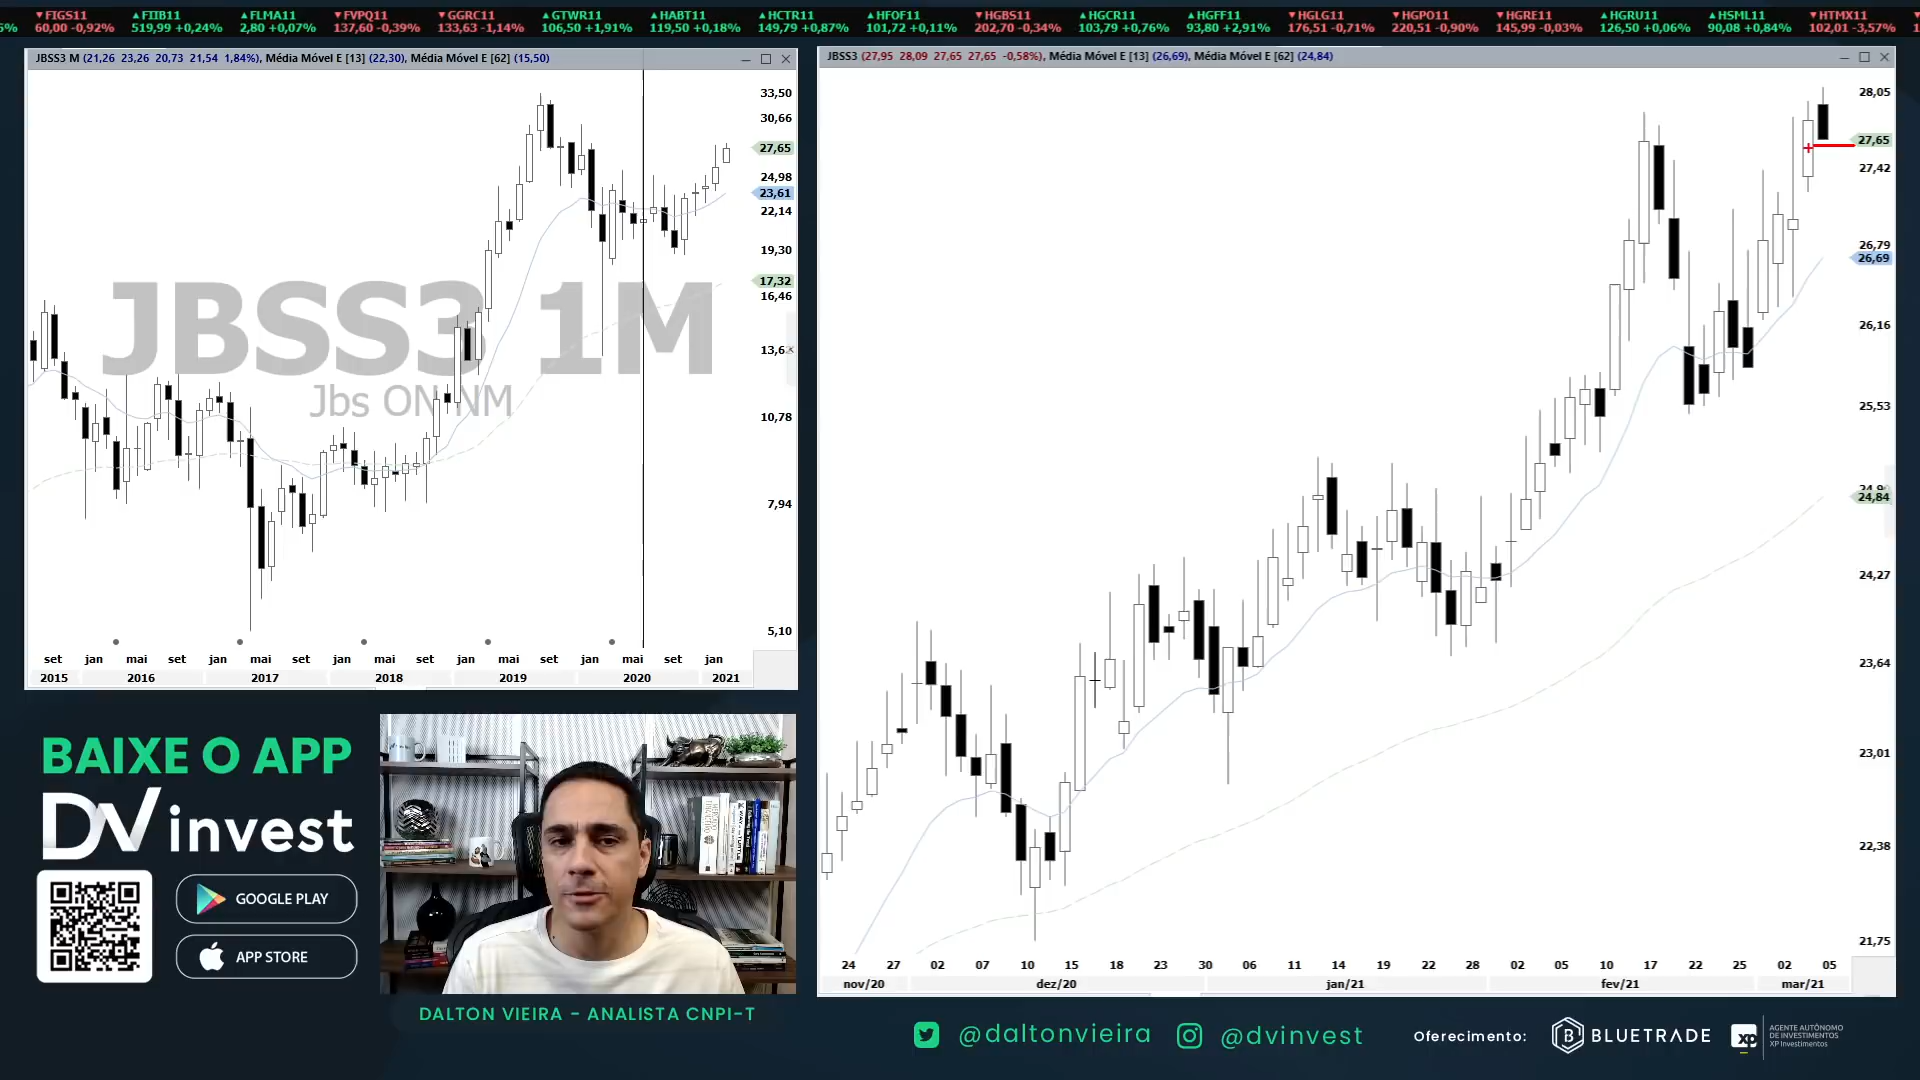 ▼FIGS11 ▲FIIB11 ▲FLMA11 ▼FVPQ11 ▼GGRC11 ▲GTWR11 ▲HABT11 ▲HCTR11 ▲HFOF11 ▼HGBS11 ▲HGCR11 ▲HGFF11 ▼HGLG11 ▼HGPO11 ▼HGRE11 ▲HGRU11 ▲HSML11 ▼HTMX11
60,00 -0,92% 519,99 +0,24% 2,80 +0,07% 137,60 -0,39% 133,63 -1,14% 106,50 +1,91% 119,50 +0,18% 149,79 +0,87% 101,72 +0,11% 202,70 -0,34% 103,79 +0,76% 93,80 +2,91% 176,51 -0,71% 220,51 -0,90% 145,99 -0,03% 126,50 +0,06% 90,08 +0,84% 102,01 -3,57%
JBSS3 M (21,26 23,26 20,73 21,54 1,84%), Média Móvel E [13] (22,30), Média Móvel E [62] (15,50)
33,50
30,66
27,65
24,98
23,61
22,14
19,30
17,32
16,46
10,78
7,94
5,10
JBSS3 1M
Jbs ON NM
set jan mai set jan mai set jan mai set jan mai set jan mai set jan
2015 2016 2017 2018 2019 2020 2021
JBSS3 (27,95 28,09 27,65 27,65 -0,58%), Média Móvel E [13] (26,69), Média Móvel E [62] (24,84)
28,05
27,65
27,42
26,79
26,69
26,16
25,53
24,84
24,27
23,64
23,01
22,38
21,75
24 27 02 07 10 15 18 23 30 06 11 14 19 22 28 02 05 10 17 22 25 02 05
nov/20 dez/20 jan/21 fev/21 mar/21
BAIXE O APP
DV invest
GOOGLE PLAY
APP STORE
DALTON VIEIRA - ANALISTA CNPI-T
@daltonvieira @dvinvest
Oferecimento: BLUETRADE
xp
AGENTE AUTÔNOMO
DE INVESTIMENTOS
XP Investimentos